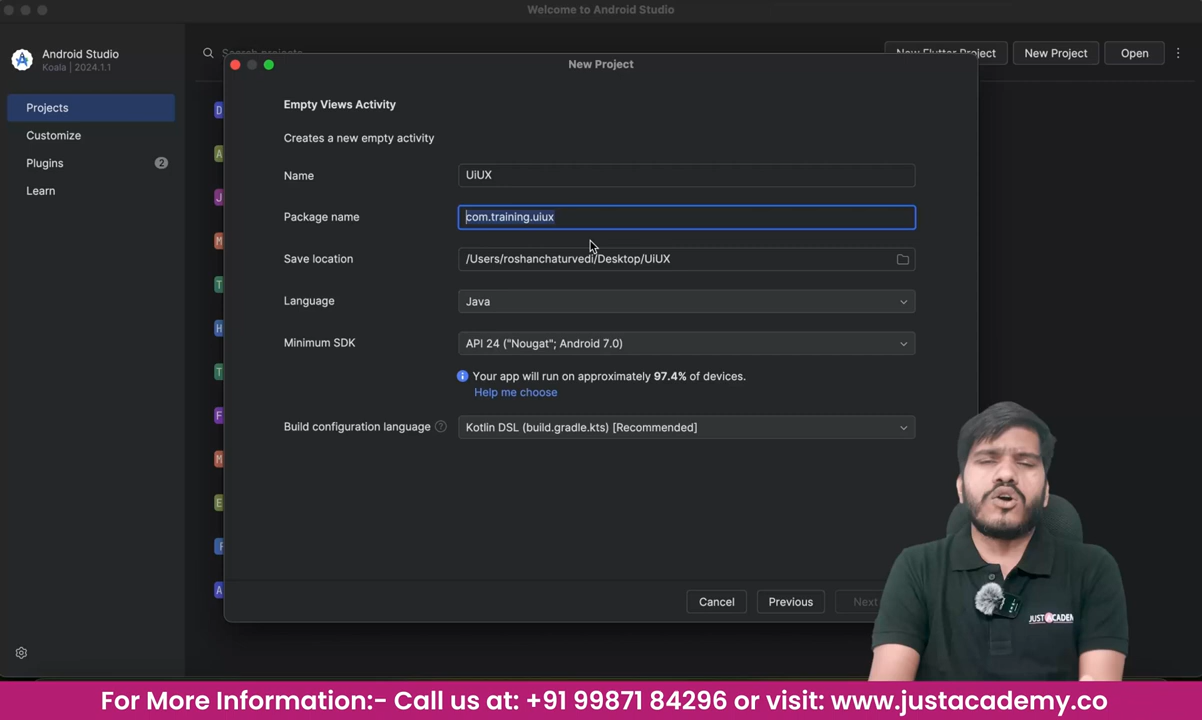 Welcome to Android Studio
Android Studio
Koala | 2024.1.1
Search projects
New Flutter Project
New Project
Open
Projects
Customize
Plugins
2
Learn
D
A
J
M
T
H
T
F
M
E
F
A
New Project
Empty Views Activity
Creates a new empty activity
Name
UiUX
Package name
com.training.uiux
Save location
/Users/roshanchaturvedi/Desktop/UiUX
Language
Java
Minimum SDK
API 24 ("Nougat"; Android 7.0)
Your app will run on approximately 97.4% of devices.
Help me choose
Build configuration language ?
Kotlin DSL (build.gradle.kts) [Recommended]
Cancel
Previous
Next
JUSTACADEMY
For More Information:- Call us at: +91 99871 84296 or visit: www.justacademy.co